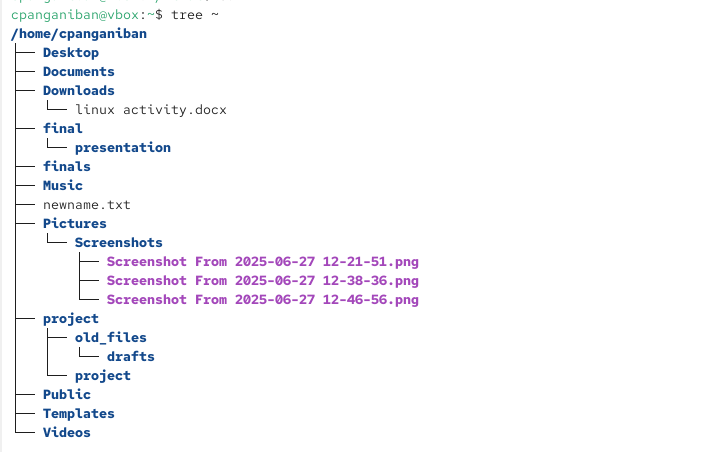 cpanganiban@vbox:~$ tree ~
/home/cpanganiban
├── Desktop
├── Documents
├── Downloads
│   └── linux activity.docx
├── final
│   └── presentation
├── finals
├── Music
├── newname.txt
├── Pictures
│   └── Screenshots
│       ├── Screenshot From 2025-06-27 12-21-51.png
│       ├── Screenshot From 2025-06-27 12-38-36.png
│       └── Screenshot From 2025-06-27 12-46-56.png
├── project
│   ├── old_files
│   │   └── drafts
│   └── project
├── Public
├── Templates
└── Videos